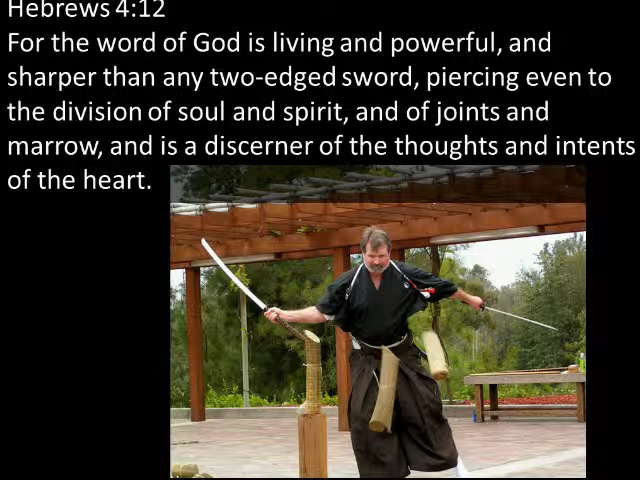 Hebrews 4:12
For the word of God is living and powerful, and
sharper than any two-edged sword, piercing even to
the division of soul and spirit, and of joints and
marrow, and is a discerner of the thoughts and intents
of the heart.